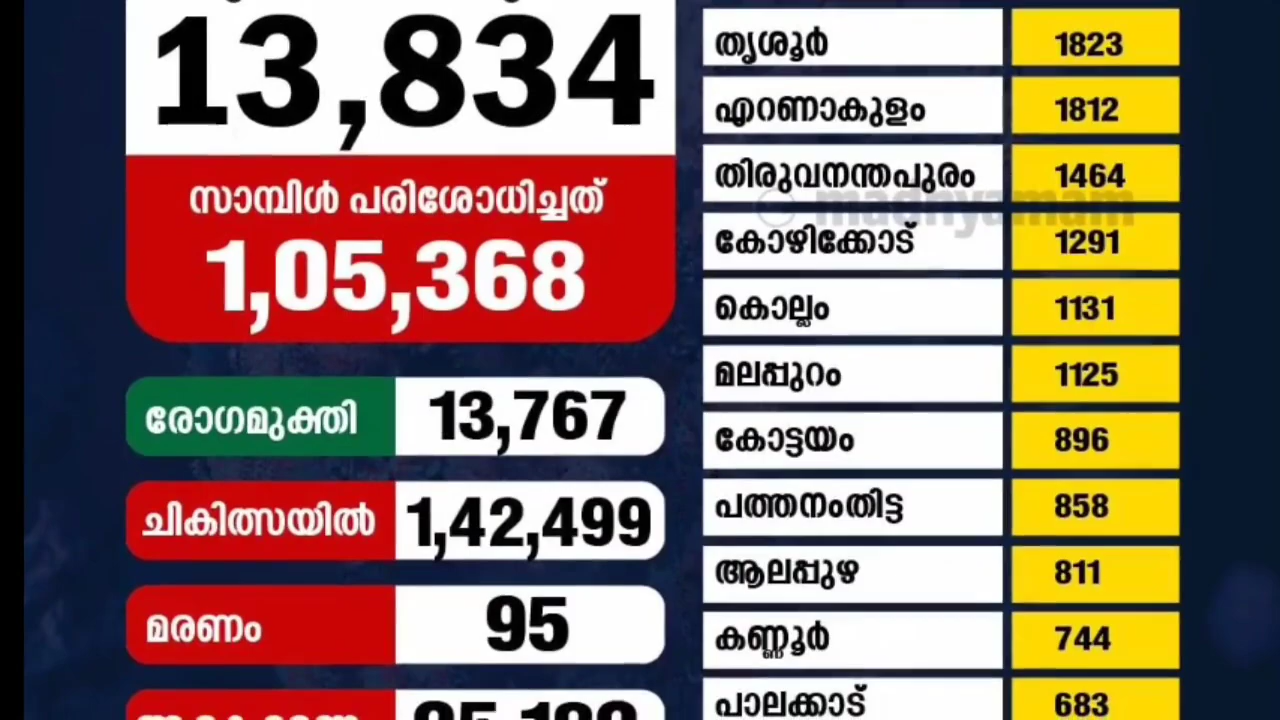 13,834
സാമ്പിൾ പരിശോധിച്ചത്
1,05,368
രോഗമുക്തി 13,767
ചികിത്സയിൽ 1,42,499
മരണം 95
തൃശൂർ 1823
എറണാകുളം 1812
തിരുവനന്തപുരം 1464
madhyamam
കോഴിക്കോട് 1291
കൊല്ലം 1131
മലപ്പുറം 1125
കോട്ടയം 896
പത്തനംതിട്ട 858
ആലപ്പുഴ 811
കണ്ണൂർ 744
പാലക്കാട് 683